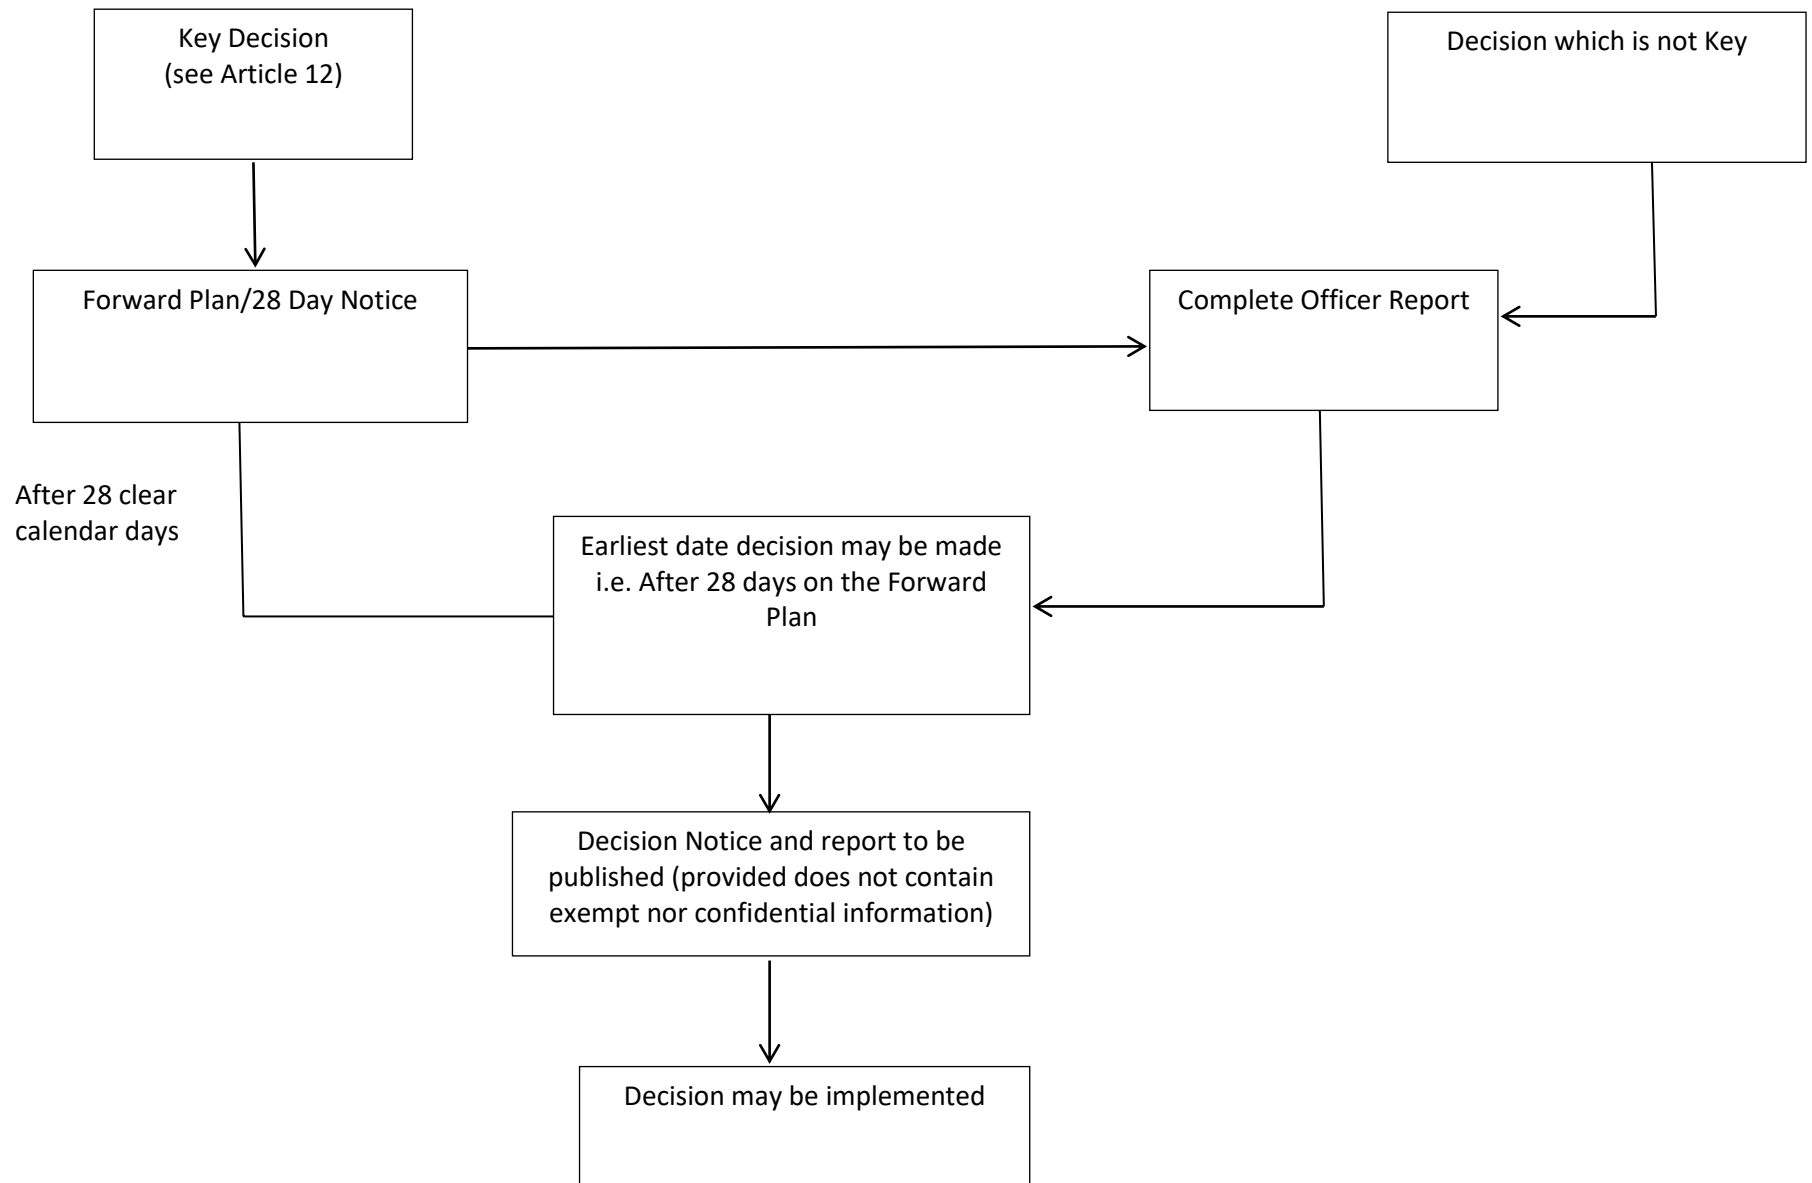 Key Decision
(see Article 12)
Decision which is not Key
Forward Plan/28 Day Notice
Complete Officer Report
After 28 clear
calendar days
Earliest date decision may be made
i.e. After 28 days on the Forward
Plan
Decision Notice and report to be
published (provided does not contain
exempt nor confidential information)
Decision may be implemented